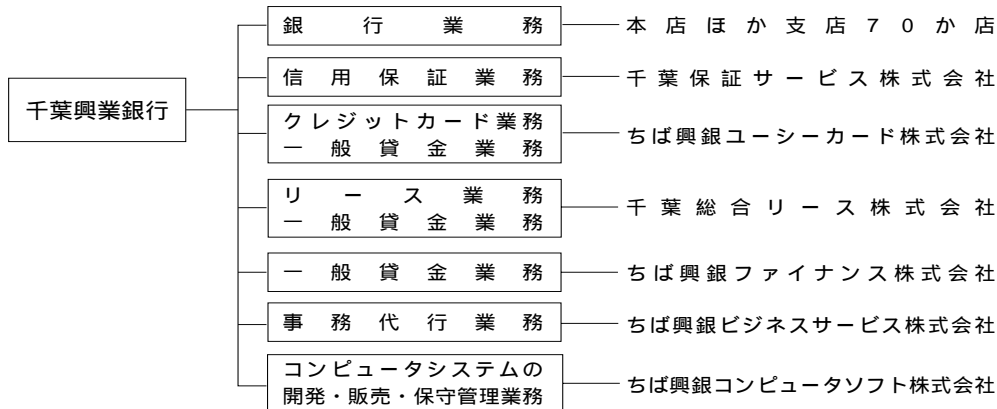 千葉興業銀行
銀行業務
本店ほか支店70か店
信用保証業務
千葉保証サービス株式会社
クレジットカード業務
一般貸金業務
ちば興銀ユーシーカード株式会社
リース業務
一般貸金業務
千葉総合リース株式会社
一般貸金業務
ちば興銀ファイナンス株式会社
事務代行業務
ちば興銀ビジネスサービス株式会社
コンピュータシステムの
開発・販売・保守管理業務
ちば興銀コンピュータソフト株式会社